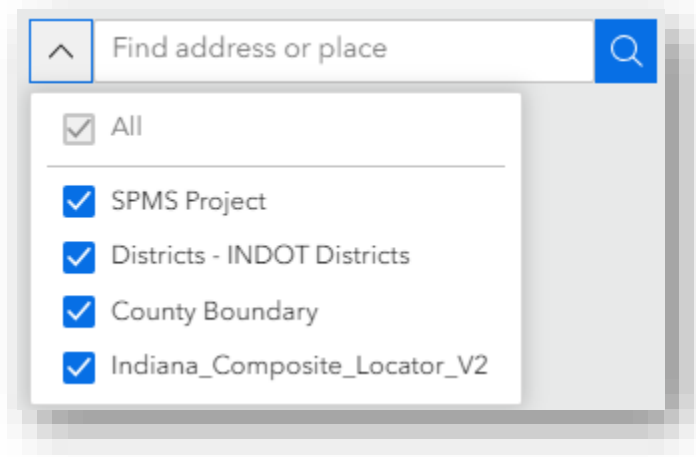 Find address or place
All
SPMS Project
Districts - INDOT Districts
County Boundary
Indiana_Composite_Locator_V2